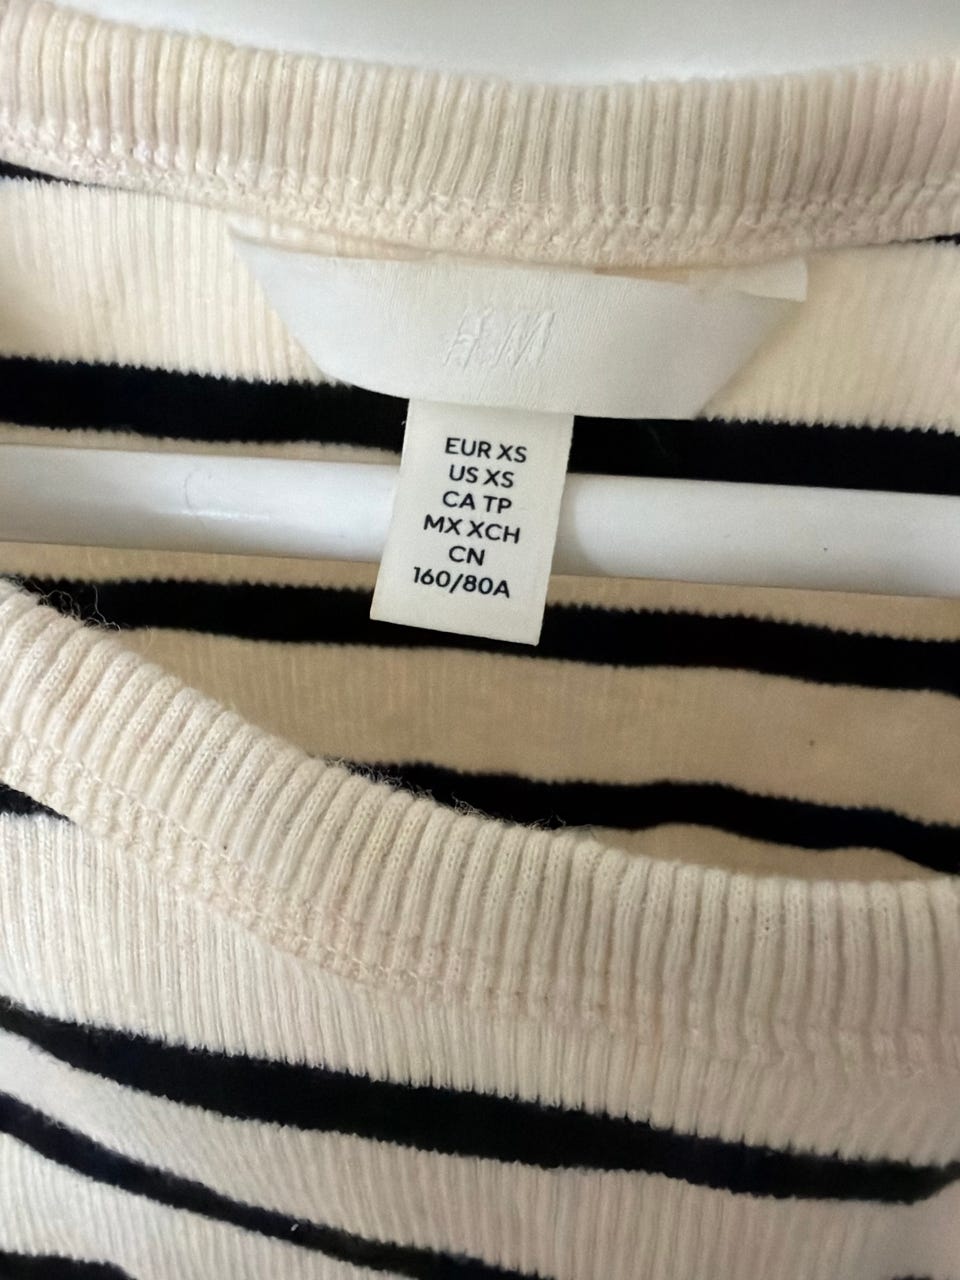 H&M
EUR XS
US XS
CA TP
MX XCH
CN
160/80A